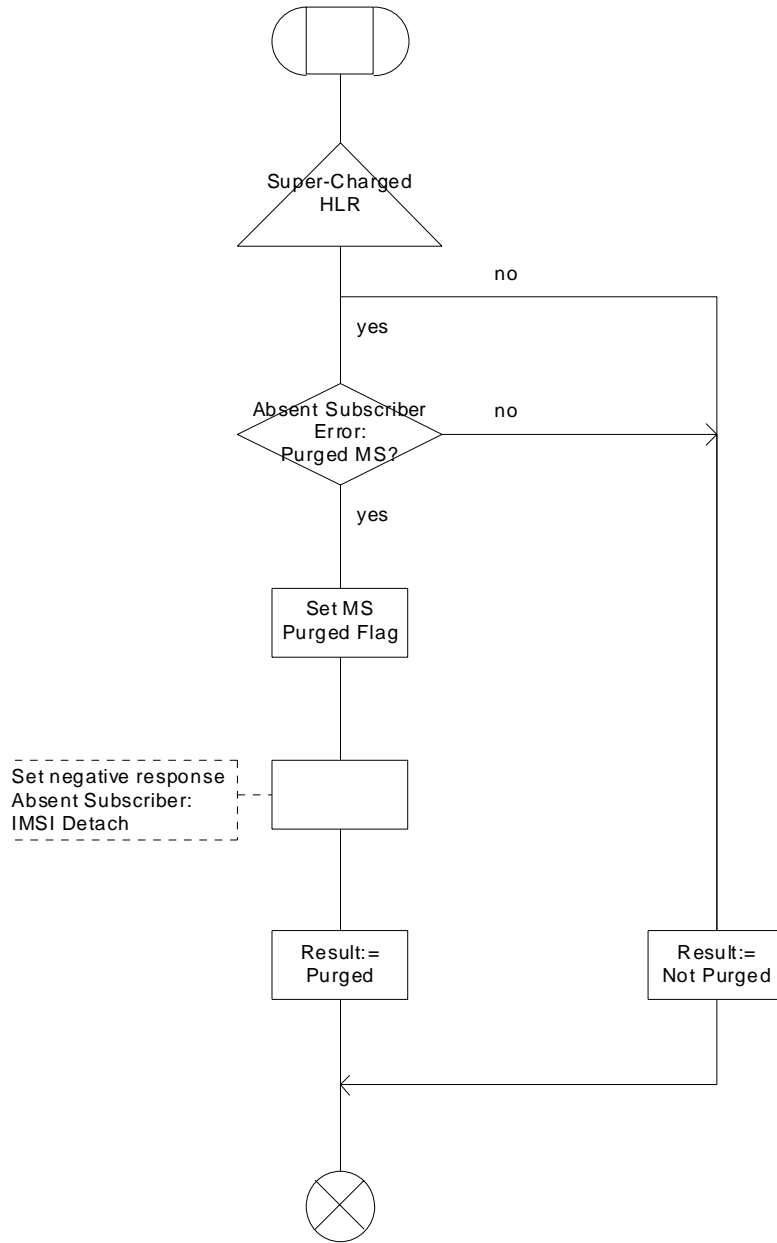 Super-Charged
HLR
no
yes
Absent Subscriber
Error:
Purged MS?
no
yes
Set MS
Purged Flag
Set negative response
Absent Subscriber:
IMSI Detach
Result:=
Purged
Result:=
Not Purged